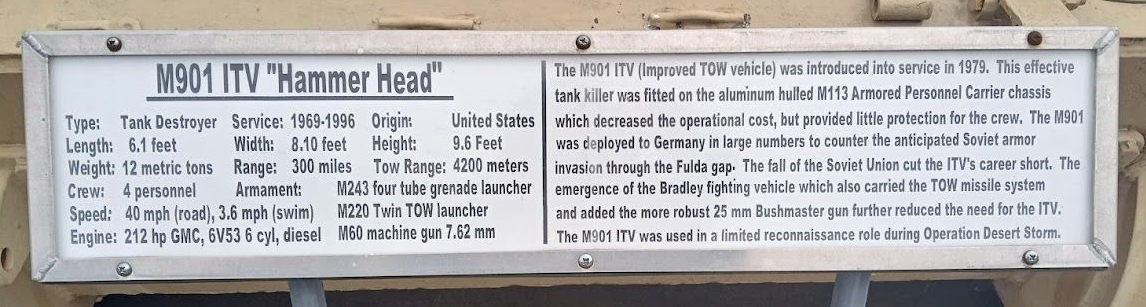 M901 ITV "Hammer Head"
Type: Tank Destroyer Service: 1969-1996 Origin: United States
Length: 6.1 feet Width: 8.10 feet Height: 9.6 Feet
Weight: 12 metric tons Range: 300 miles Tow Range: 4200 meters
Crew: 4 personnel Armament: M243 four tube grenade launcher
Speed: 40 mph (road), 3.6 mph (swim) M220 Twin TOW launcher
Engine: 212 hp GMC, 6V53 6 cyl, diesel M60 machine gun 7.62 mm
The M901 ITV (Improved TOW vehicle) was introduced into service in 1979. This effective
tank killer was fitted on the aluminum hulled M113 Armored Personnel Carrier chassis
which decreased the operational cost, but provided little protection for the crew. The M901
was deployed to Germany in large numbers to counter the anticipated Soviet armor
invasion through the Fulda gap. The fall of the Soviet Union cut the ITV's career short. The
emergence of the Bradley fighting vehicle which also carried the TOW missile system
and added the more robust 25 mm Bushmaster gun further reduced the need for the ITV.
The M901 ITV was used in a limited reconnaissance role during Operation Desert Storm.